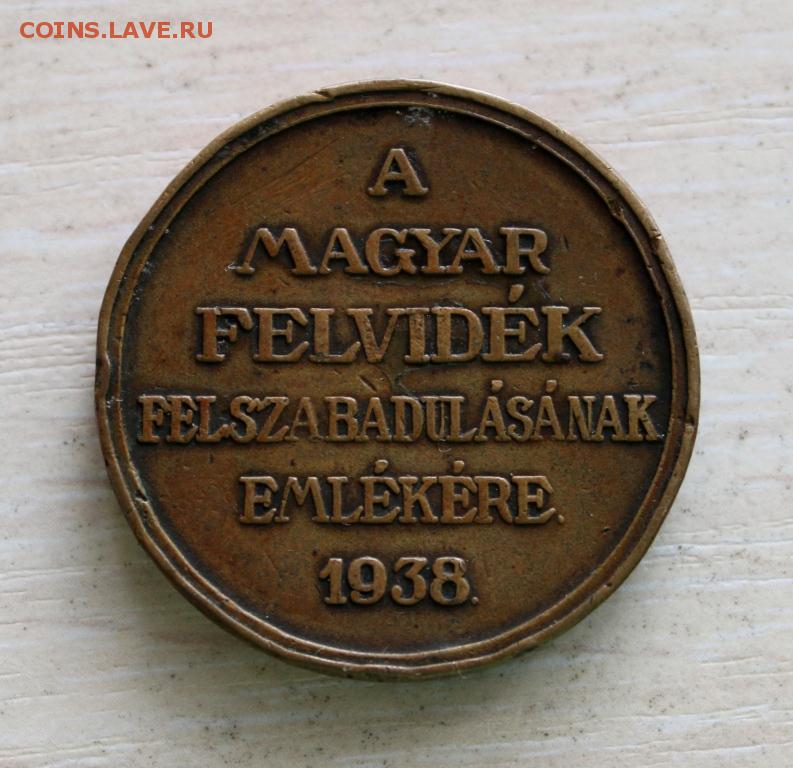 COINS.LAVE.RU
A
MAGYAR
FELVIDÉK
FELSZABADULÁSÁNAK
EMLÉKÉRE.
1938.